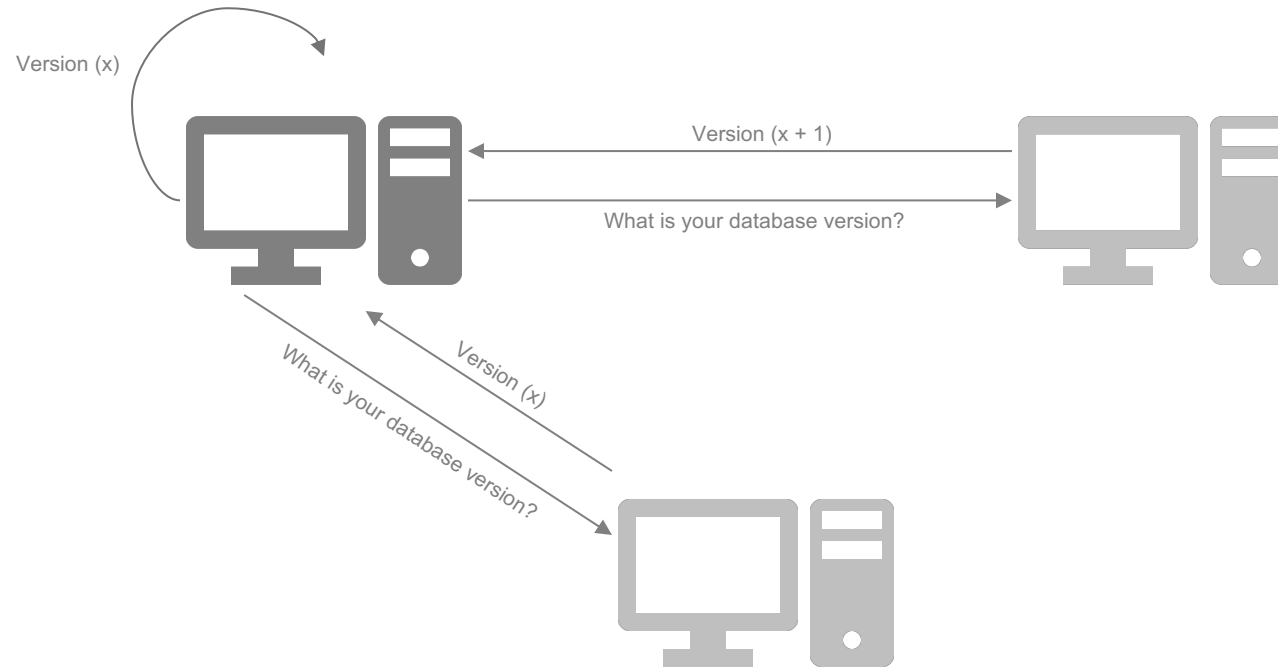 Version (x)
Version (x + 1)
What is your database version?
Version (x)
What is your database version?